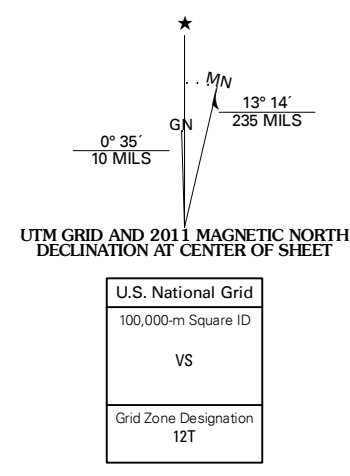 ★
MN
GN
13° 14´
235 MILS
0° 35´
10 MILS
UTM GRID AND 2011 MAGNETIC NORTH
DECLINATION AT CENTER OF SHEET
U.S. National Grid
100,000-m Square ID
VS
Grid Zone Designation
12T